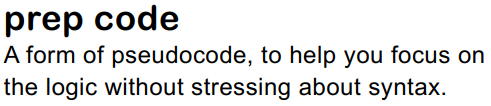 prep code
A form of pseudocode, to help you focus on
the logic without stressing about syntax.